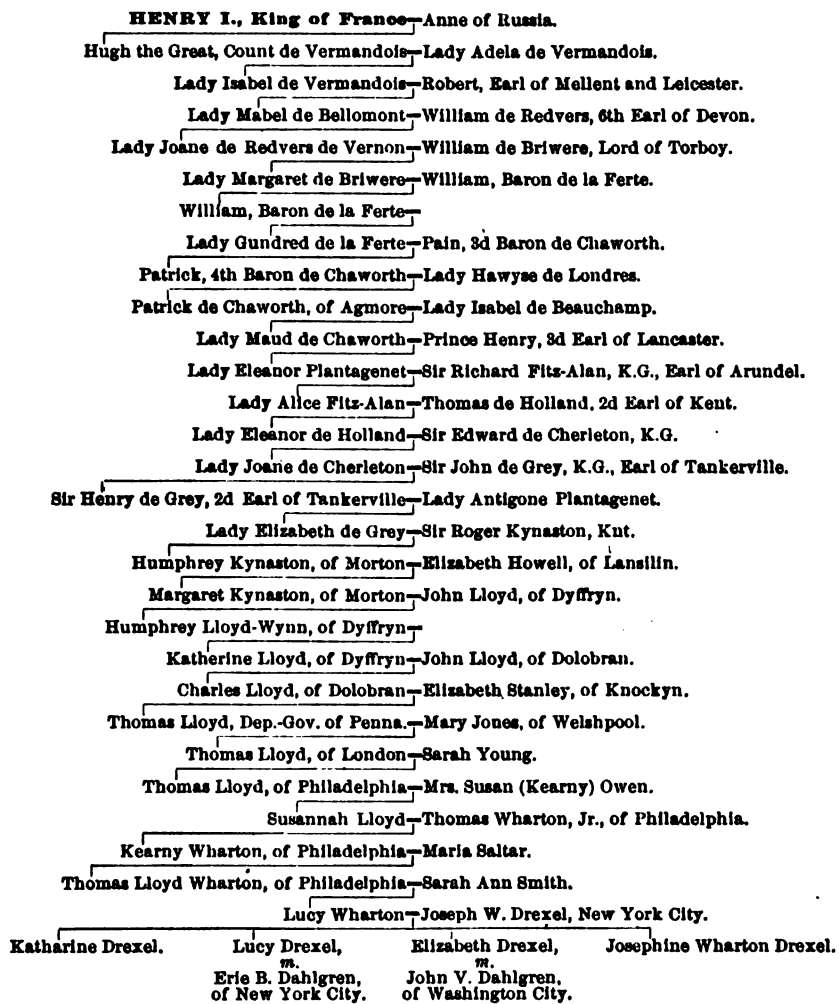 HENRY I., King of France=Anne of Russia.
Hugh the Great, Count de Vermandois=Lady Adela de Vermandois.
Lady Isabel de Vermandois=Robert, Earl of Mellent and Leicester.
Lady Mabel de Bellomont=William de Redvers, 6th Earl of Devon.
Lady Joane de Redvers de Vernon=William de Briwere, Lord of Torboy.
Lady Margaret de Briwere=William, Baron de la Ferte.
William, Baron de la Ferte=
Lady Gundred de la Ferte=Pain, 3d Baron de Chaworth.
Patrick, 4th Baron de Chaworth=Lady Hawyse de Londres.
Patrick de Chaworth, of Agmore=Lady Isabel de Beauchamp.
Lady Maud de Chaworth=Prince Henry, 3d Earl of Lancaster.
Lady Eleanor Plantagenet=Sir Richard Fitz-Alan, K.G., Earl of Arundel.
Lady Alice Fitz-Alan=Thomas de Holland, 2d Earl of Kent.
Lady Eleanor de Holland=Sir Edward de Cherleton, K.G.
Lady Joane de Cherleton=Sir John de Grey, K.G., Earl of Tankerville.
Sir Henry de Grey, 2d Earl of Tankerville=Lady Antigone Plantagenet.
Lady Elizabeth de Grey=Sir Roger Kynaston, Knt.
Humphrey Kynaston, of Morton=Elizabeth Howell, of Lansilin.
Margaret Kynaston, of Morton=John Lloyd, of Dyffryn.
Humphrey Lloyd-Wynn, of Dyffryn=
Katherine Lloyd, of Dyffryn=John Lloyd, of Dolobran.
Charles Lloyd, of Dolobran=Elizabeth Stanley, of Knockyn.
Thomas Lloyd, Dep.-Gov. of Penna.=Mary Jones, of Welshpool.
Thomas Lloyd, of London=Sarah Young.
Thomas Lloyd, of Philadelphia=Mrs. Susan (Kearny) Owen.
Susannah Lloyd=Thomas Wharton, Jr., of Philadelphia.
Kearny Wharton, of Philadelphia=Maria Saltar.
Thomas Lloyd Wharton, of Philadelphia=Sarah Ann Smith.
Lucy Wharton=Joseph W. Drexel, New York City.
Katharine Drexel. Lucy Drexel, Elizabeth Drexel, Josephine Wharton Drexel.
m. m.
Eric B. Dahlgren, John V. Dahlgren,
of New York City. of Washington City.